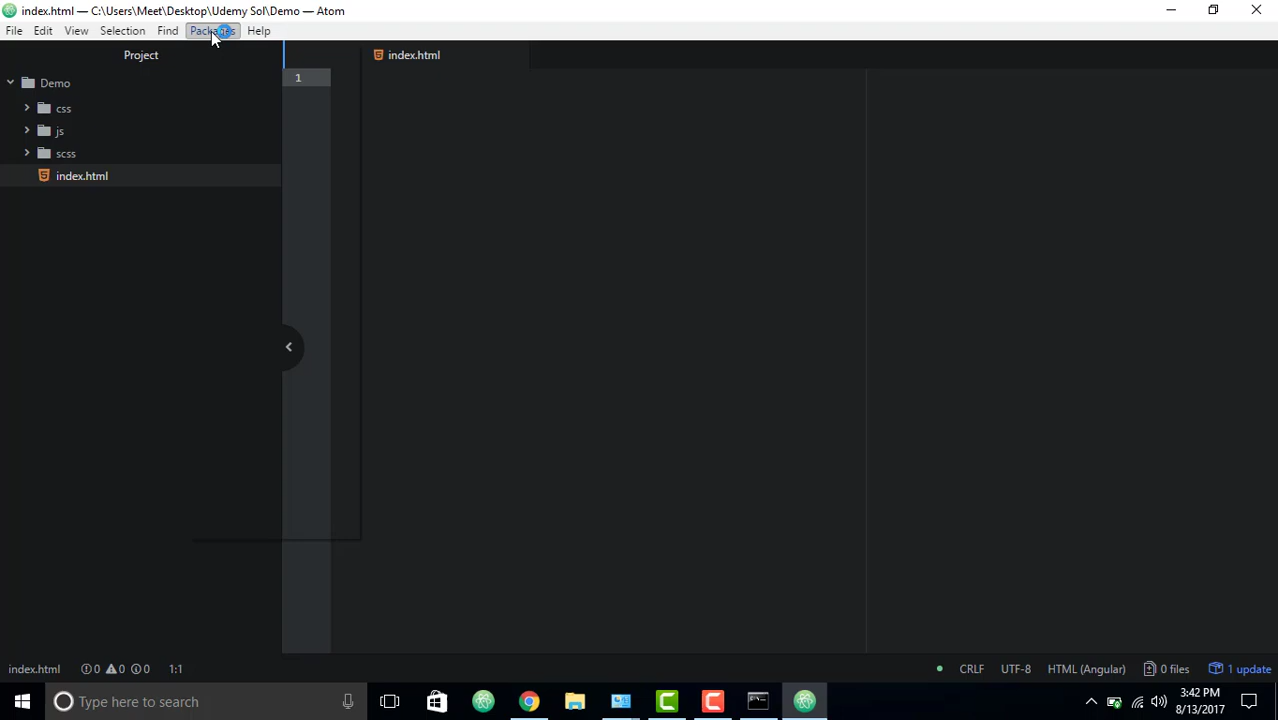 index.html — C:\Users\Meet\Desktop\Udemy Sol\Demo — Atom
File Edit View Selection Find Packages Help
Project
index.html
Demo
1
css
js
scss
index.html
index.html 0 0 0 1:1 CRLF UTF-8 HTML (Angular) 0 files 1 update
Type here to search
3:42 PM
8/13/2017